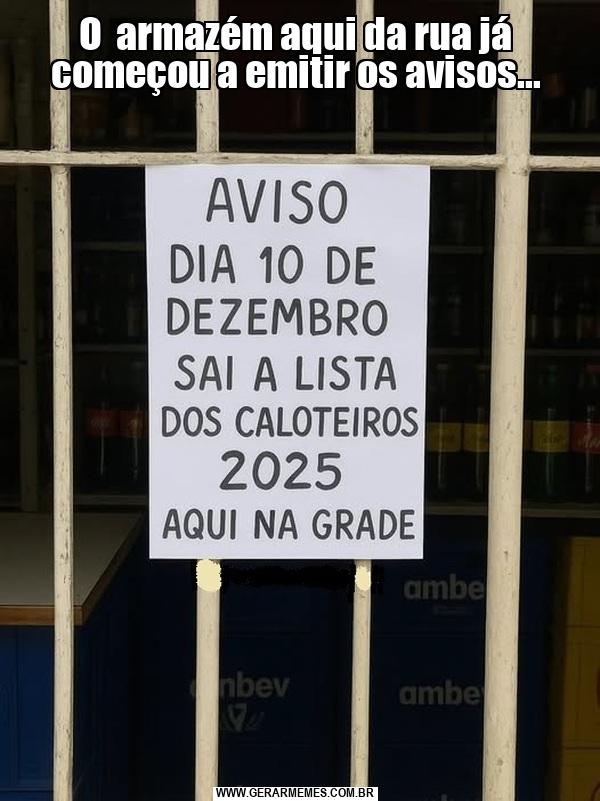 O armazém aqui da rua já
começou a emitir os avisos...
AVISO
DIA 10 DE
DEZEMBRO
SAI A LISTA
DOS CALOTEIROS
2025
AQUI NA GRADE
ambe
ambev
ambev
WWW.GERARMEMES.COM.BR